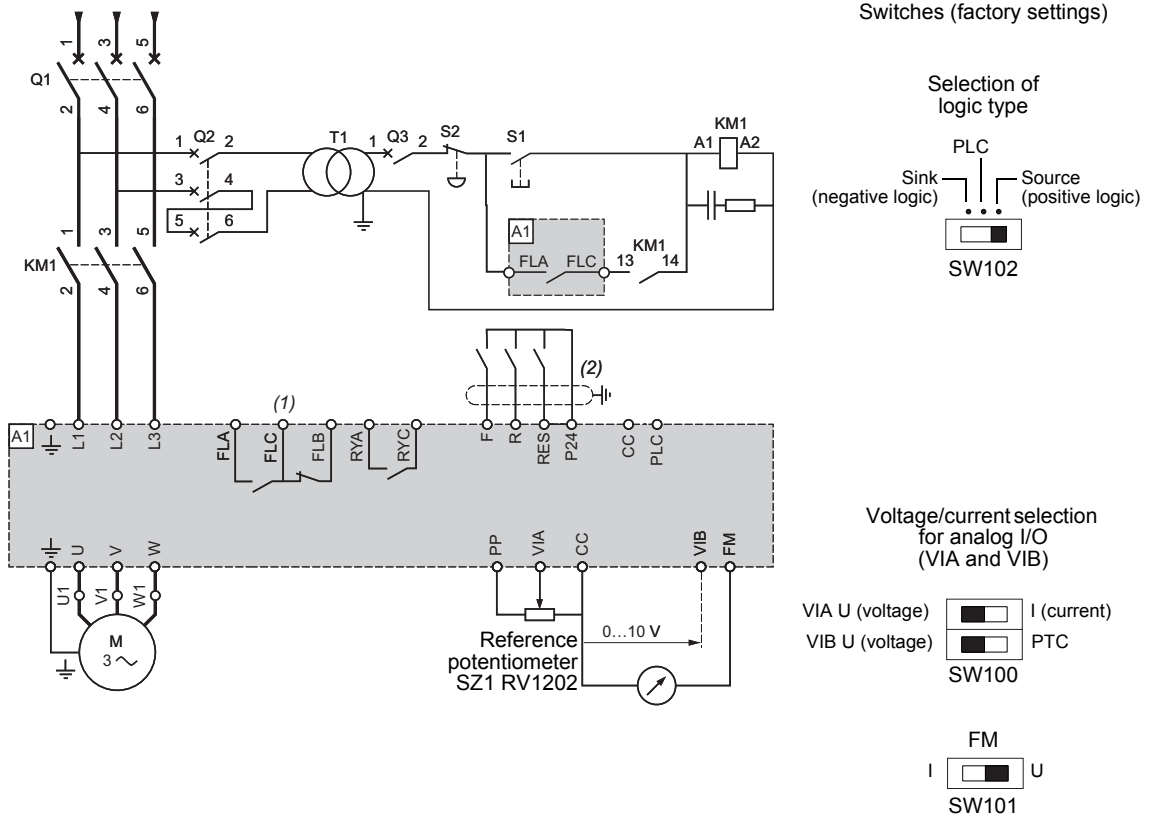 Switches (factory settings)
1 3 5
Q1
2 4 6
1 Q2 2
3 4
5 6
T1
1 Q3 2
S2
S1
KM1
A1 A2
A1
FLA FLC
KM1
13 14
1 3 5
KM1
2 4 6
Selection of
logic type
PLC
Sink
(negative logic)
Source
(positive logic)
SW102
(1)
(2)
A1
L1 L2 L3
FLA FLC FLB RYA RYC
F R RES P24
CC PLC
U V W
PP VIA CC
VIB FM
U1 V1 W1
M
3
0...10 V
Reference
potentiometer
SZ1 RV1202
Voltage/current selection
for analog I/O
(VIA and VIB)
VIA U (voltage) I (current)
VIB U (voltage) PTC
SW100
FM
I U
SW101